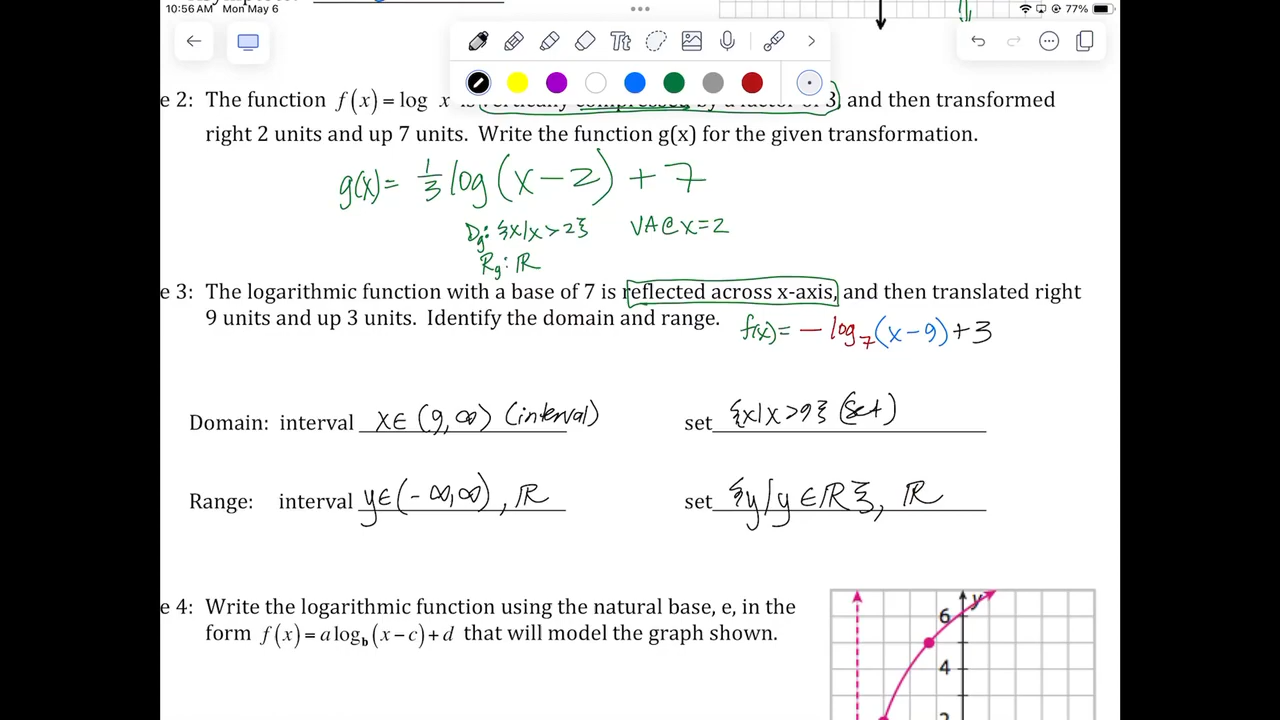 10:56 AM Mon May 6
77%
Tt
e 2: The function f(x) = log x is vertically compressed, by a factor of 3, and then transformed
right 2 units and up 7 units. Write the function g(x) for the given transformation.
g(x) = 1/3 log(x − 2) + 7
Dg: {x/x > 2} VA@x=2
Rg: ℝ
e 3: The logarithmic function with a base of 7 is reflected across x-axis, and then translated right
9 units and up 3 units. Identify the domain and range.
f(x) = − log₇(x − 9) + 3
Domain: interval x∈(9, ∞) (interval) set {x/x>9} (set)
Range: interval y∈(−∞,∞), ℝ set {y/y∈ℝ}, ℝ
e 4: Write the logarithmic function using the natural base, e, in the
form f(x) = a log_b(x − c) + d that will model the graph shown.
y
6
4
2